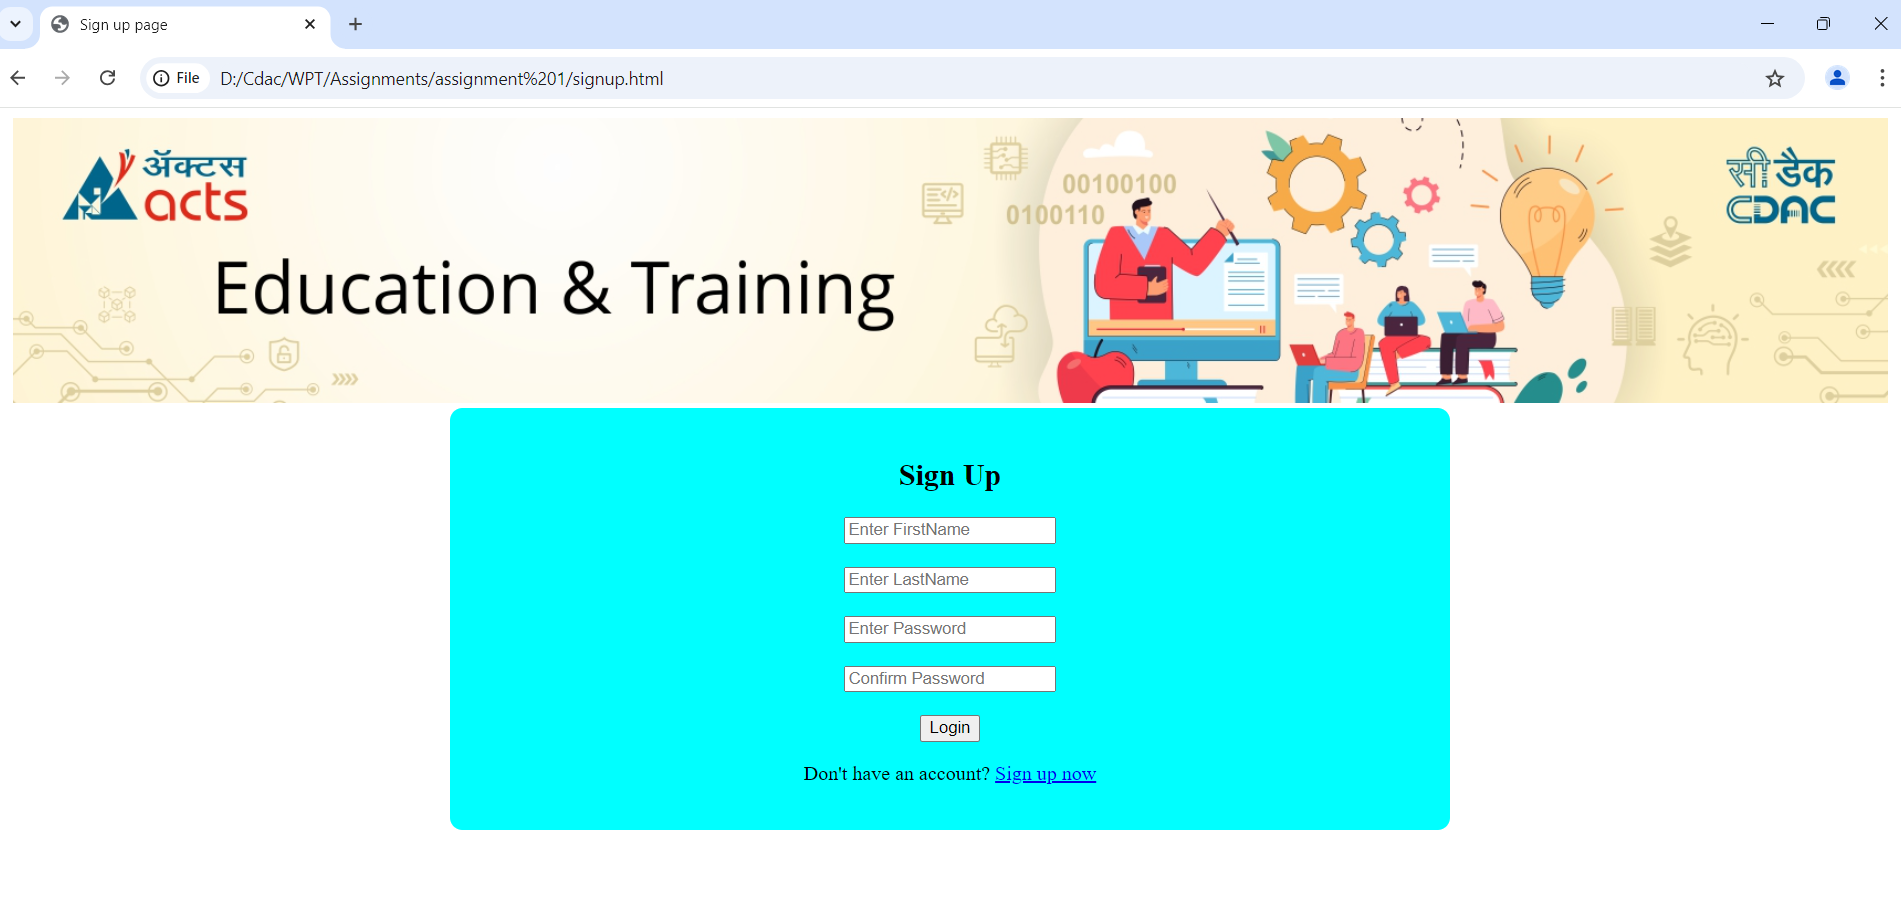 Sign up page
File D:/Cdac/WPT/Assignments/assignment%201/signup.html
ॲक्टस
acts
सी डैक
CDAC
00100100
0100110
</>
Education & Training
Sign Up
Enter FirstName
Enter LastName
Enter Password
Confirm Password
Login
Don't have an account? Sign up now